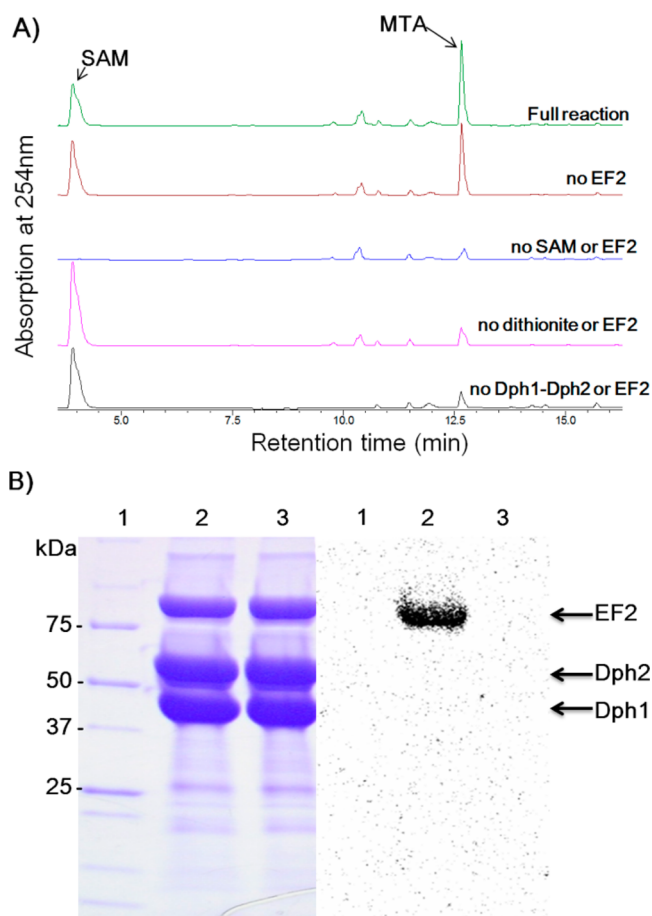 A)
SAM
MTA
Full reaction
no EF2
no SAM or EF2
no dithionite or EF2
no Dph1-Dph2 or EF2
Absorption at 254nm
5.0 7.5 10.0 12.5 15.0
Retention time (min)
B)
1 2 3 1 2 3
kDa
75 -
50 -
37 -
25 -
EF2
Dph2
Dph1